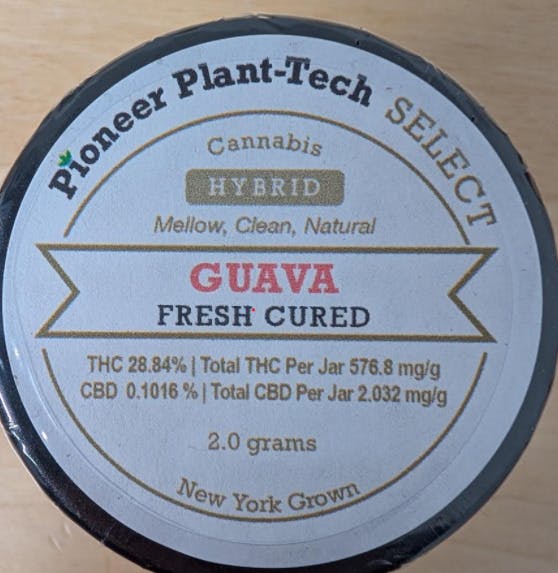 Pioneer Plant-Tech SELECT
Cannabis
HYBRID
Mellow, Clean, Natural
GUAVA
FRESH CURED
THC 28.84% | Total THC Per Jar 576.8 mg/g
CBD 0.1016 % | Total CBD Per Jar 2.032 mg/g
2.0 grams
New York Grown